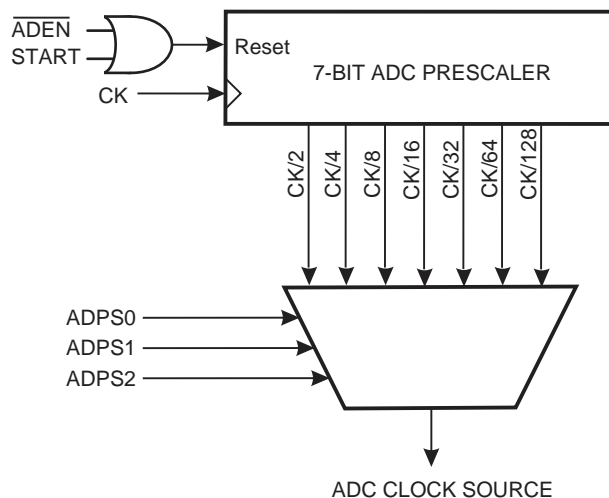 ADEN
START
Reset
7-BIT ADC PRESCALER
CK
CK/2
CK/4
CK/8
CK/16
CK/32
CK/64
CK/128
ADPS0
ADPS1
ADPS2
ADC CLOCK SOURCE